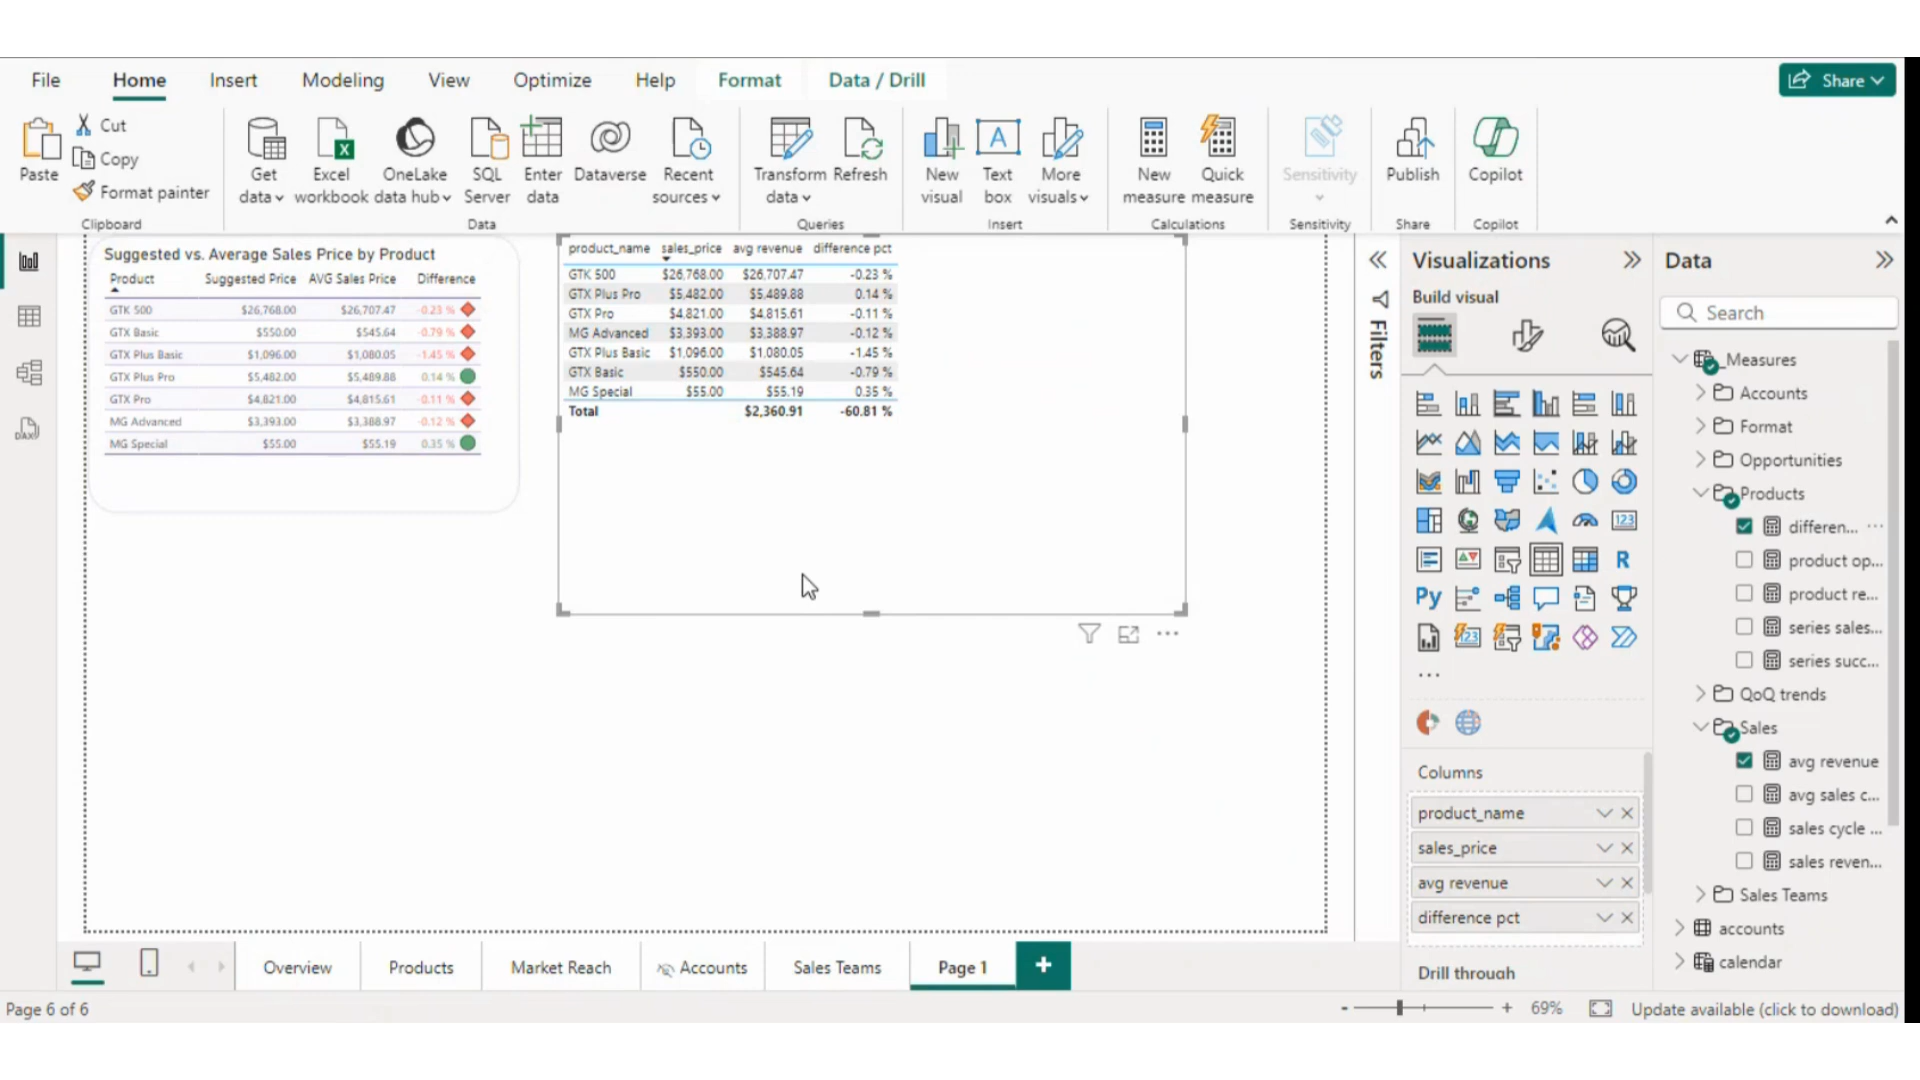 File Home Insert Modeling View Optimize Help Format Data / Drill Share
Paste Cut Copy Format painter
Get data Excel workbook OneLake data hub SQL Server Enter data Dataverse Recent sources
Transform data Refresh New visual Text box More visuals New measure Quick measure Sensitivity Publish Copilot
Clipboard Data Queries Insert Calculations Sensitivity Share Copilot
Suggested vs. Average Sales Price by Product
Product Suggested Price AVG Sales Price Difference
GTK 500 $26,768.00 $26,707.47 -0.23 %
GTX Basic $550.00 $545.64 -0.79 %
GTX Plus Basic $1,096.00 $1,080.05 -1.45 %
GTX Plus Pro $5,482.00 $5,489.88 0.14 %
GTX Pro $4,821.00 $4,815.61 -0.11 %
MG Advanced $3,393.00 $3,388.97 -0.12 %
MG Special $55.00 $55.19 0.35 %
product_name sales_price avg revenue difference pct
GTK 500 $26,768.00 $26,707.47 -0.23 %
GTX Plus Pro $5,482.00 $5,489.88 0.14 %
GTX Pro $4,821.00 $4,815.61 -0.11 %
MG Advanced $3,393.00 $3,388.97 -0.12 %
GTX Plus Basic $1,096.00 $1,080.05 -1.45 %
GTX Basic $550.00 $545.64 -0.79 %
MG Special $55.00 $55.19 0.35 %
Total $2,360.91 -60.81 %
Filters
Visualizations
Build visual
123
R
Py
123
...
Columns
product_name
sales_price
avg revenue
difference pct
Drill through
Data
Search
_Measures
Accounts
Format
Opportunities
Products
differen... ...
product op...
product re...
series sales...
series succ...
QoQ trends
Sales
avg revenue
avg sales c...
sales cycle ...
sales reven...
Sales Teams
accounts
calendar
DAX
Overview Products Market Reach Accounts Sales Teams Page 1 +
Page 6 of 6 - + 69% Update available (click to download)